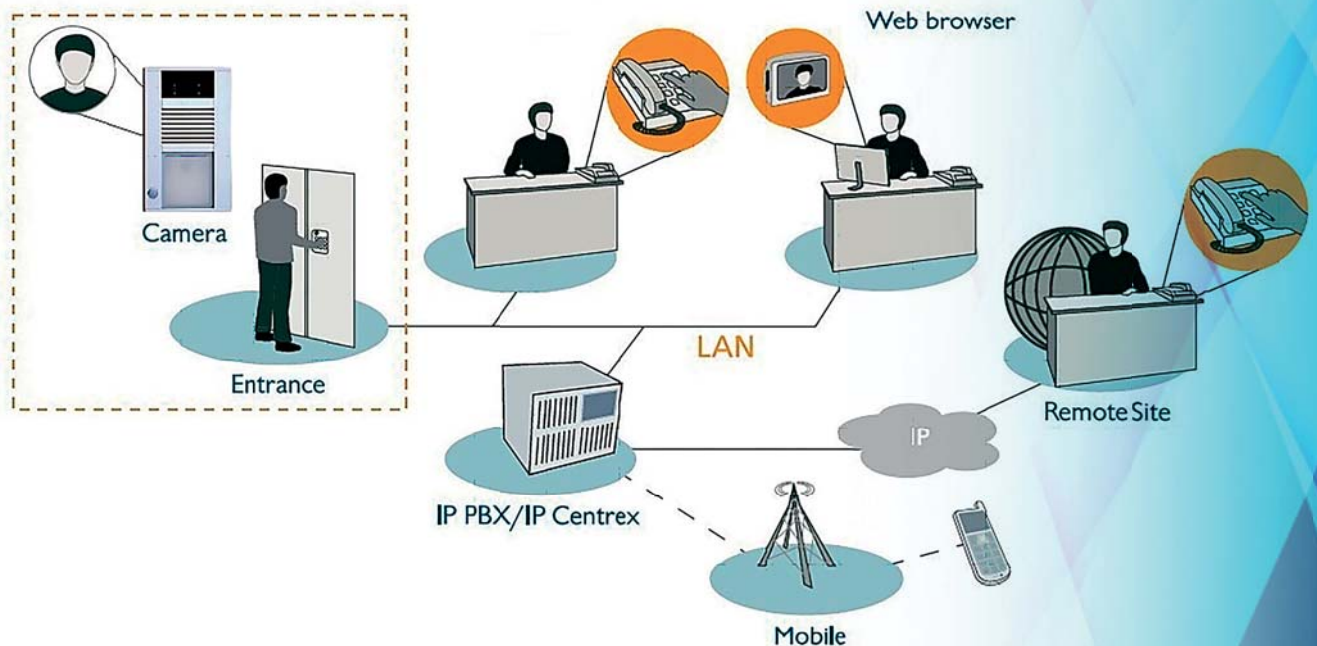 Web browser
Camera
Entrance
LAN
IP
Remote Site
IP PBX/IP Centrex
Mobile